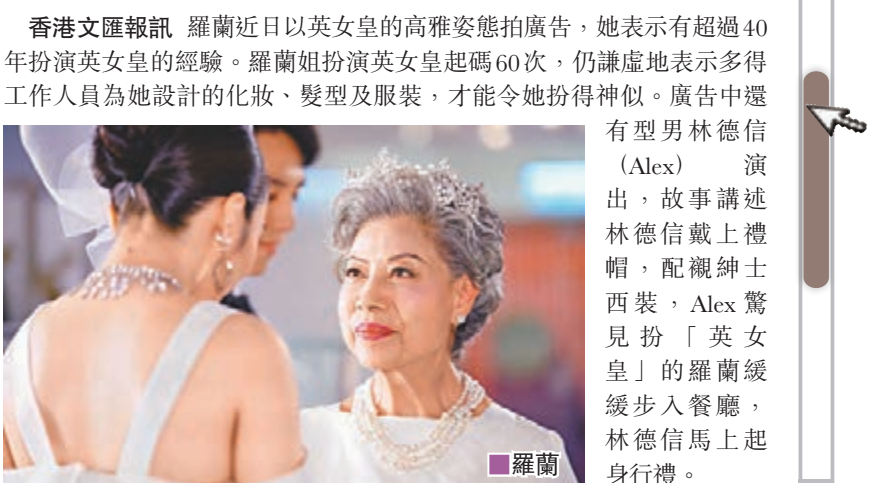 香港文匯報訊 羅蘭近日以英女皇的高雅姿態拍廣告，她表示有超過40
年扮演英女皇的經驗。羅蘭姐扮演英女皇起碼60次，仍謙虛地表示多得
工作人員為她設計的化妝、髮型及服裝，才能令她扮得神似。廣告中還
有型男林德信
（Alex）演
出，故事講述
林德信戴上禮
帽，配襯紳士
西裝，Alex 驚
見扮「英女
皇」的羅蘭緩
緩步入餐廳，
林德信馬上起
身行禮。
■羅蘭